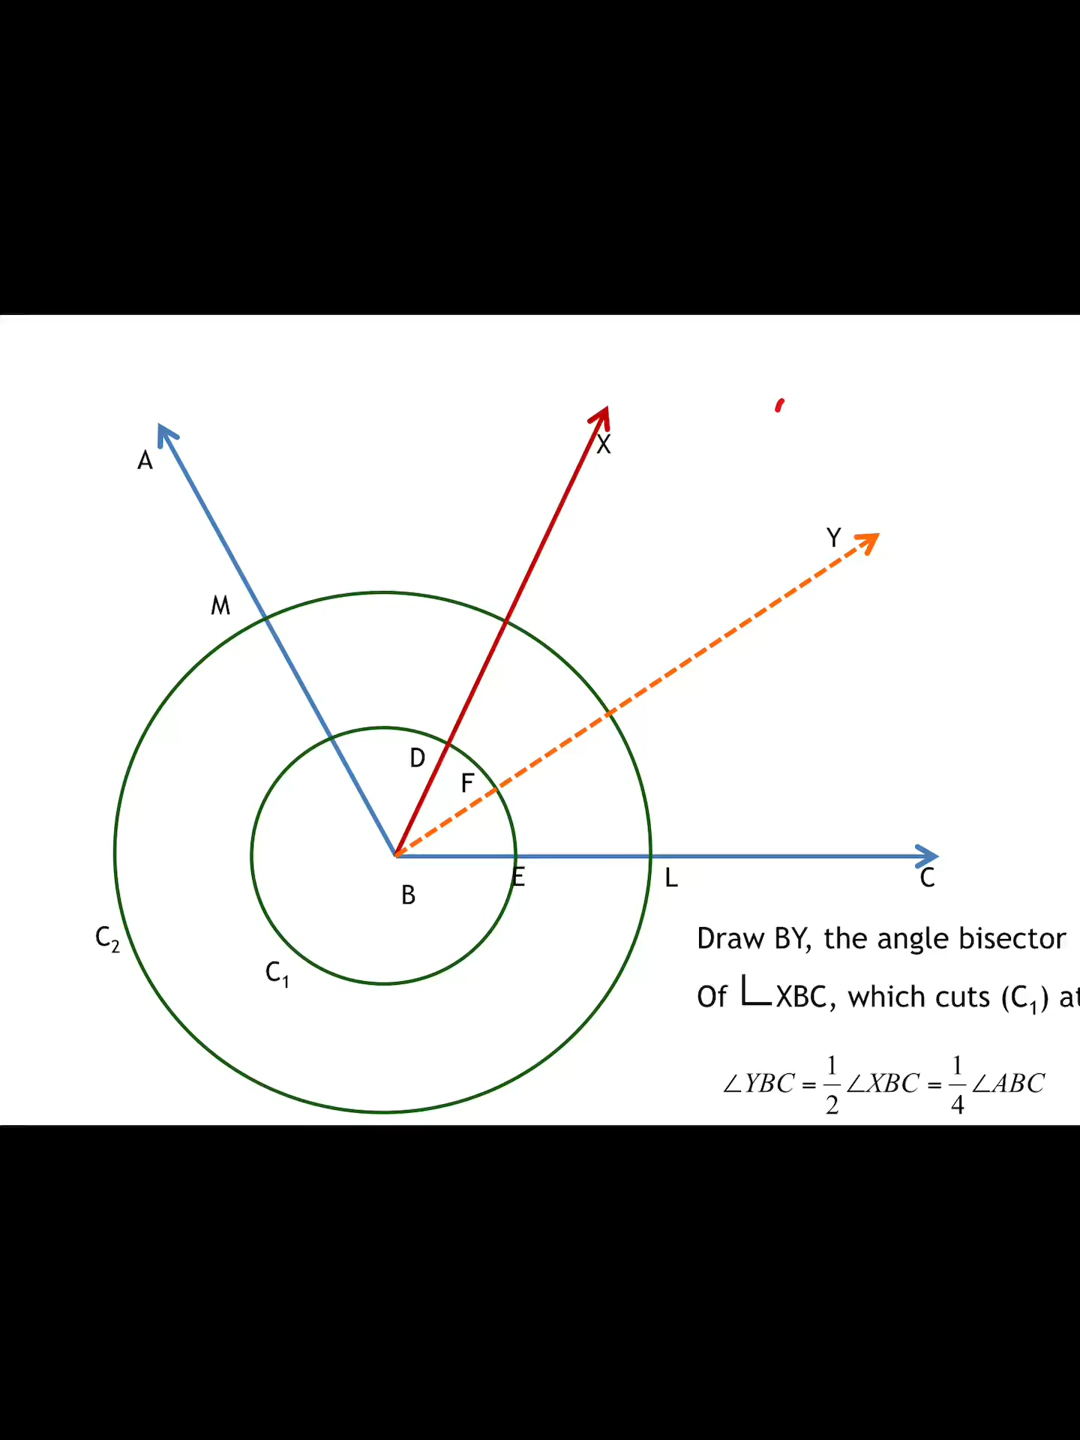 A
X
Y
M
D
F
B
E
L
C
C₂
C₁
Draw BY, the angle bisector
Of ∟XBC, which cuts (C₁) at
∠YBC = 1/2 ∠XBC = 1/4 ∠ABC